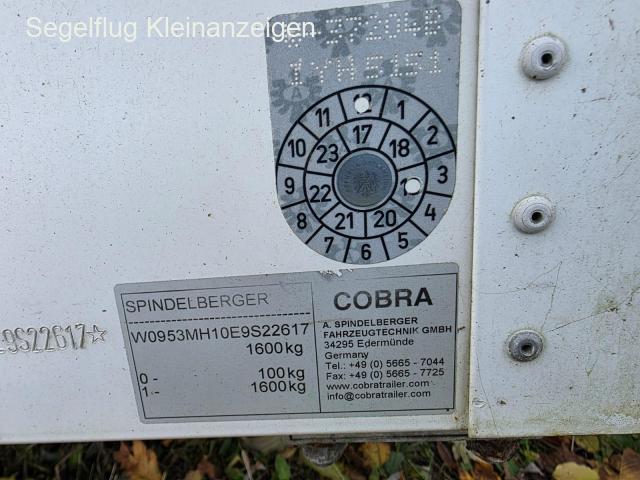 Segelflug Kleinanzeigen
12 1 2 3 4 5 6 7 8 9 10 11
17 18 20 21 22 23
E9S22617☆
SPINDELBERGER
W0953MH10E9S22617
1600kg
0- 100kg
1:- 1600kg
COBRA
A. SPINDELBERGER
FAHRZEUGTECHNIK GMBH
34295 Edermünde
Germany
Tel.: +49 (0) 5665 - 7044
Fax: +49 (0) 5665 - 7725
www.cobratrailer.com
info@cobratrailer.com